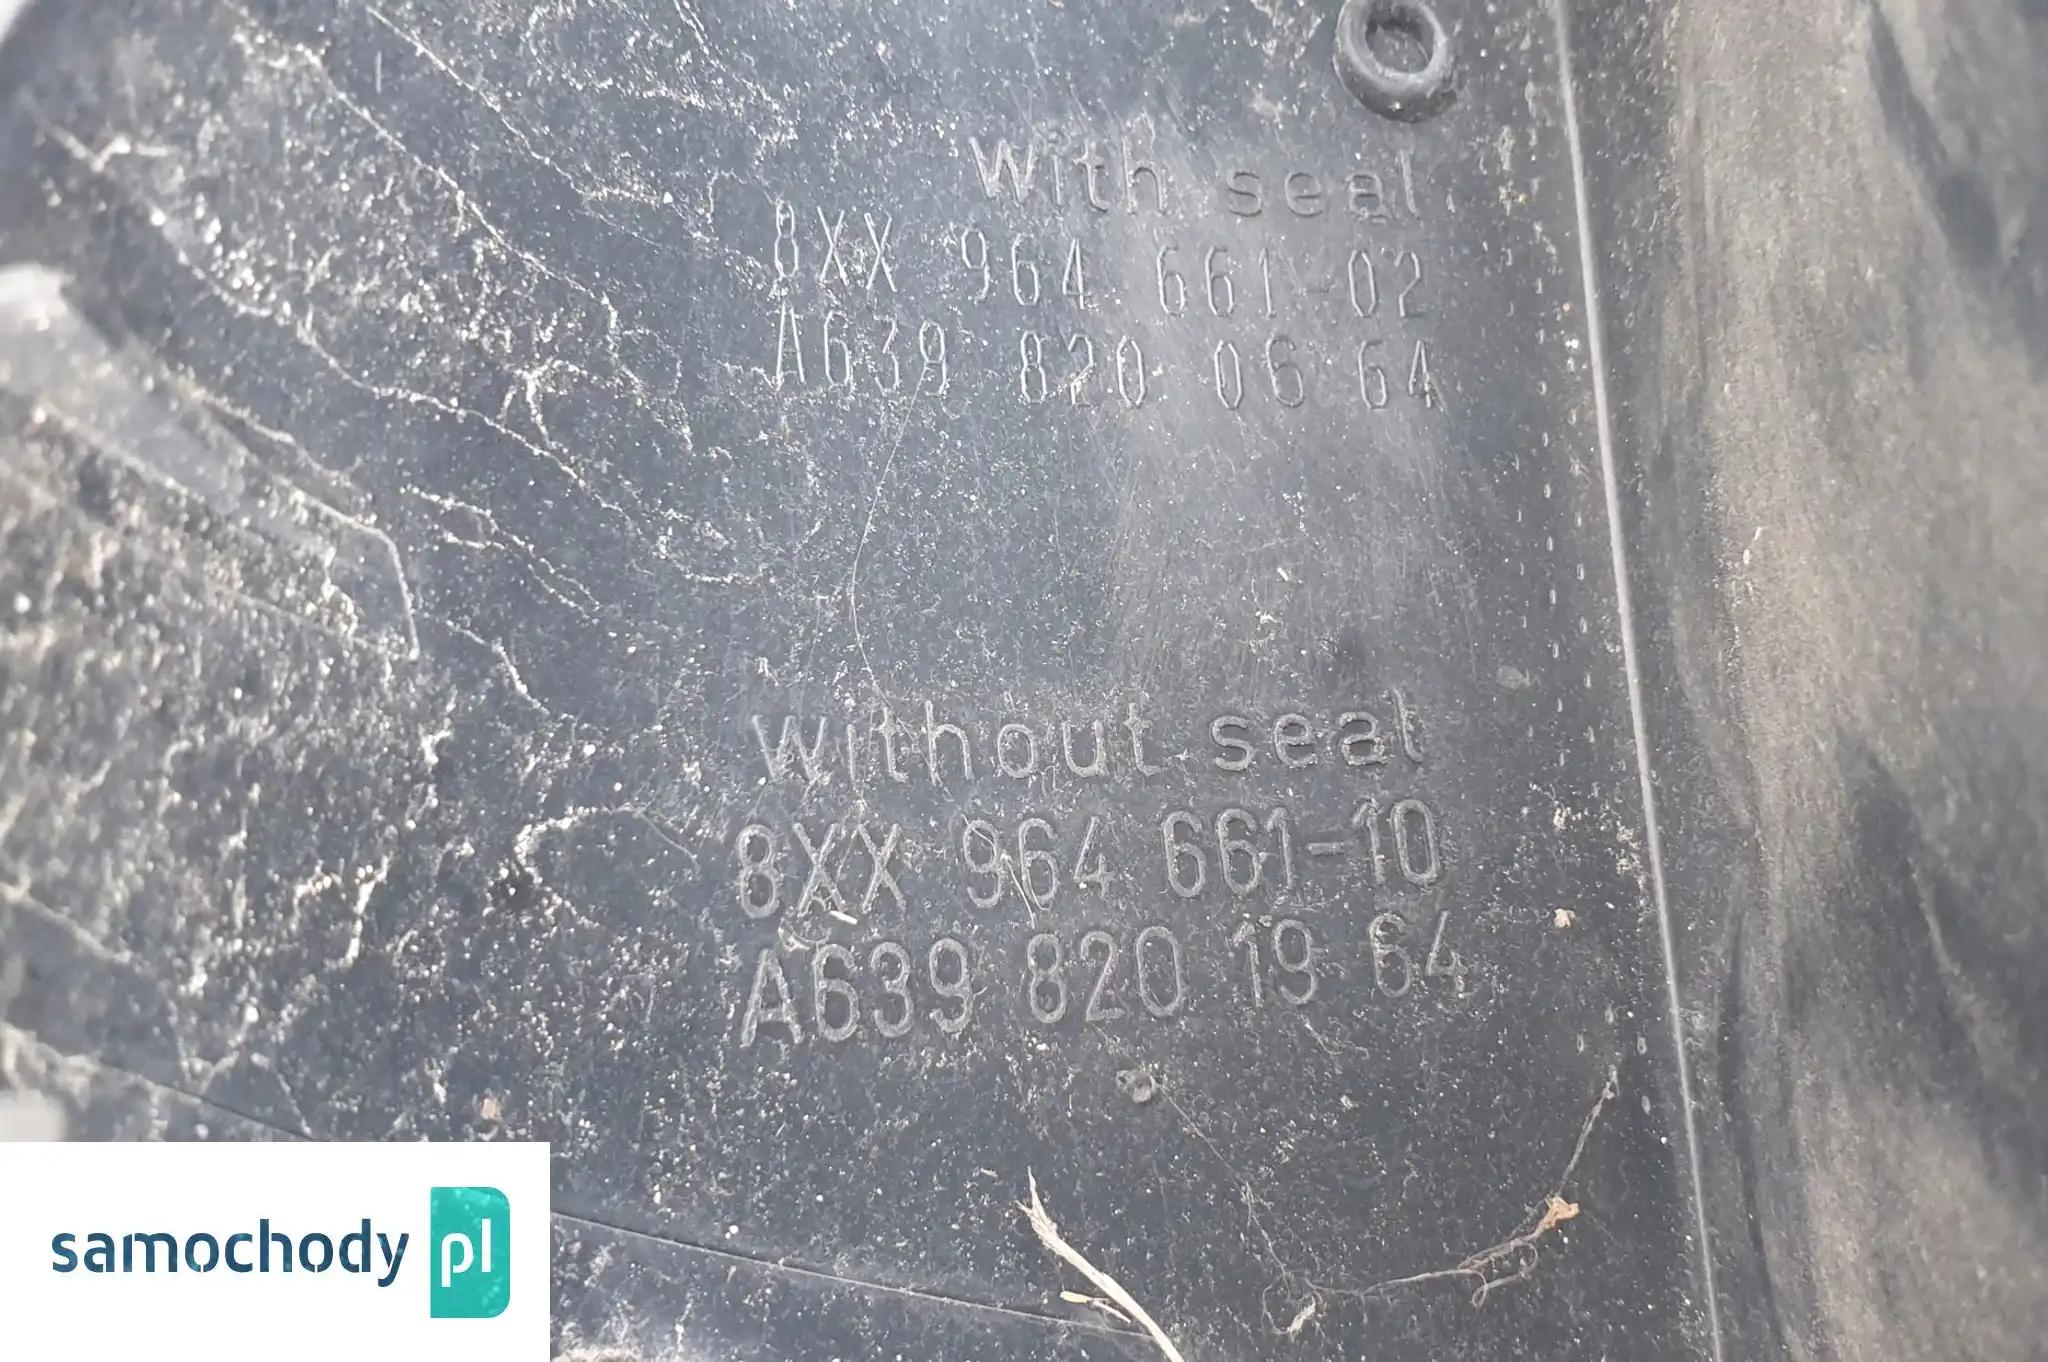 with seal
8XX 964 661-02
A639 820 06 64
without seal
8XX 964 661-10
A639 820 19 64
samochody pl